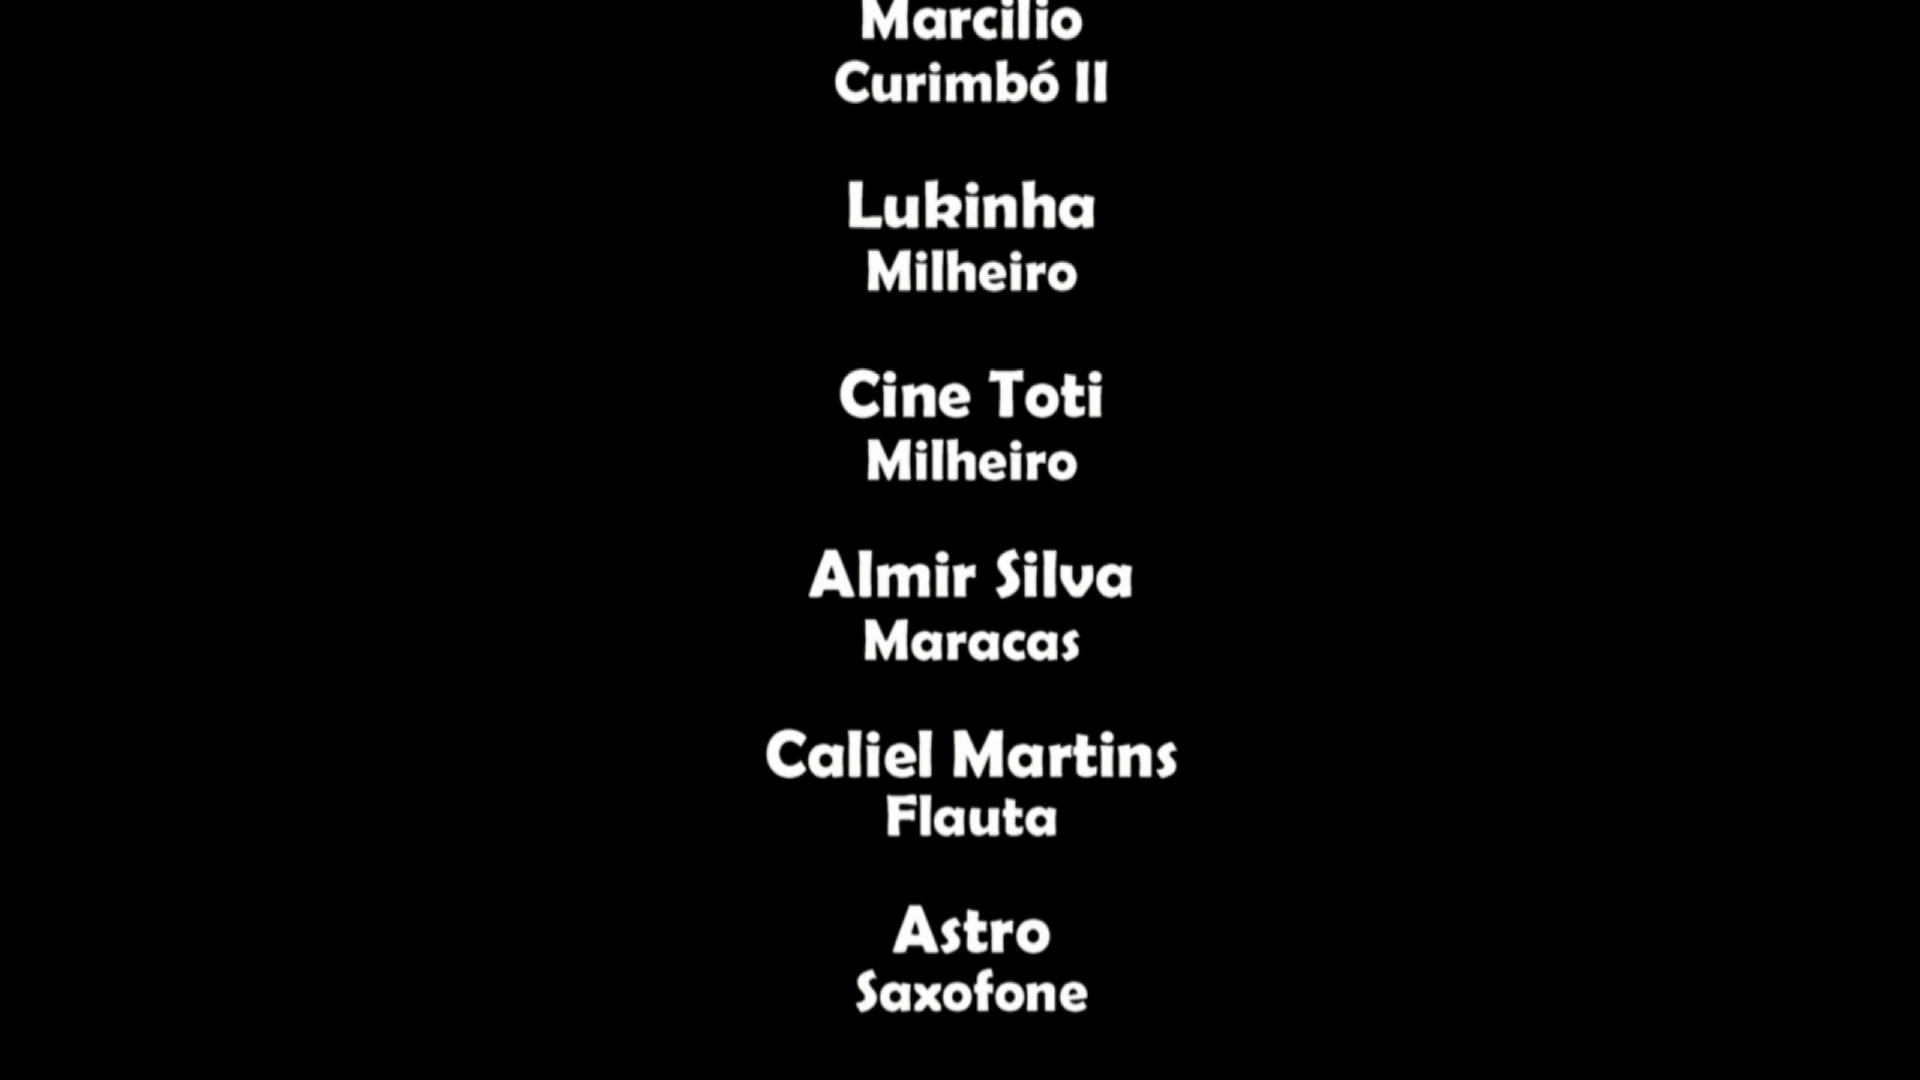 Marcilio
Curimbó II
Lukinha
Milheiro
Cine Toti
Milheiro
Almir Silva
Maracas
Caliel Martins
Flauta
Astro
Saxofone